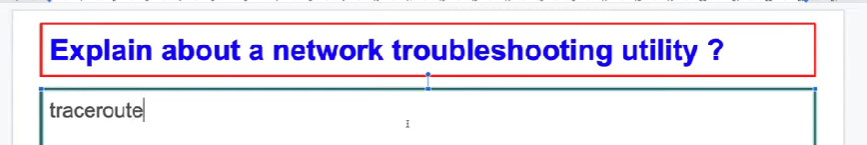 Explain about a network troubleshooting utility ?
traceroute